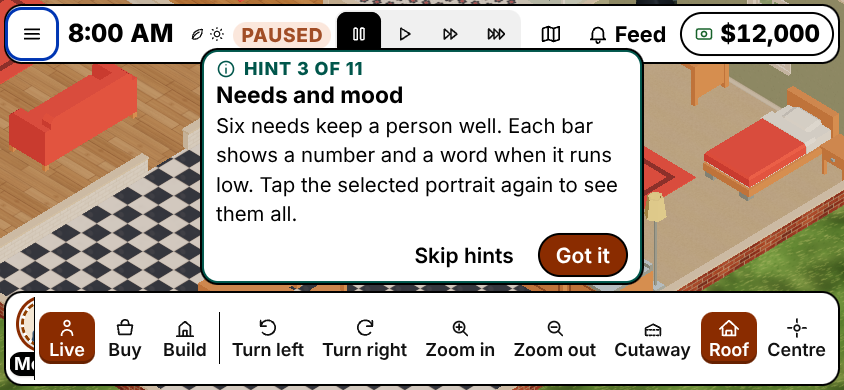 8:00 AM
PAUSED
Feed
$12,000
HINT 3 OF 11
Needs and mood
Six needs keep a person well. Each bar
shows a number and a word when it runs
low. Tap the selected portrait again to see
them all.
Skip hints
Got it
Live
Buy
Build
Turn left
Turn right
Zoom in
Zoom out
Cutaway
Roof
Centre